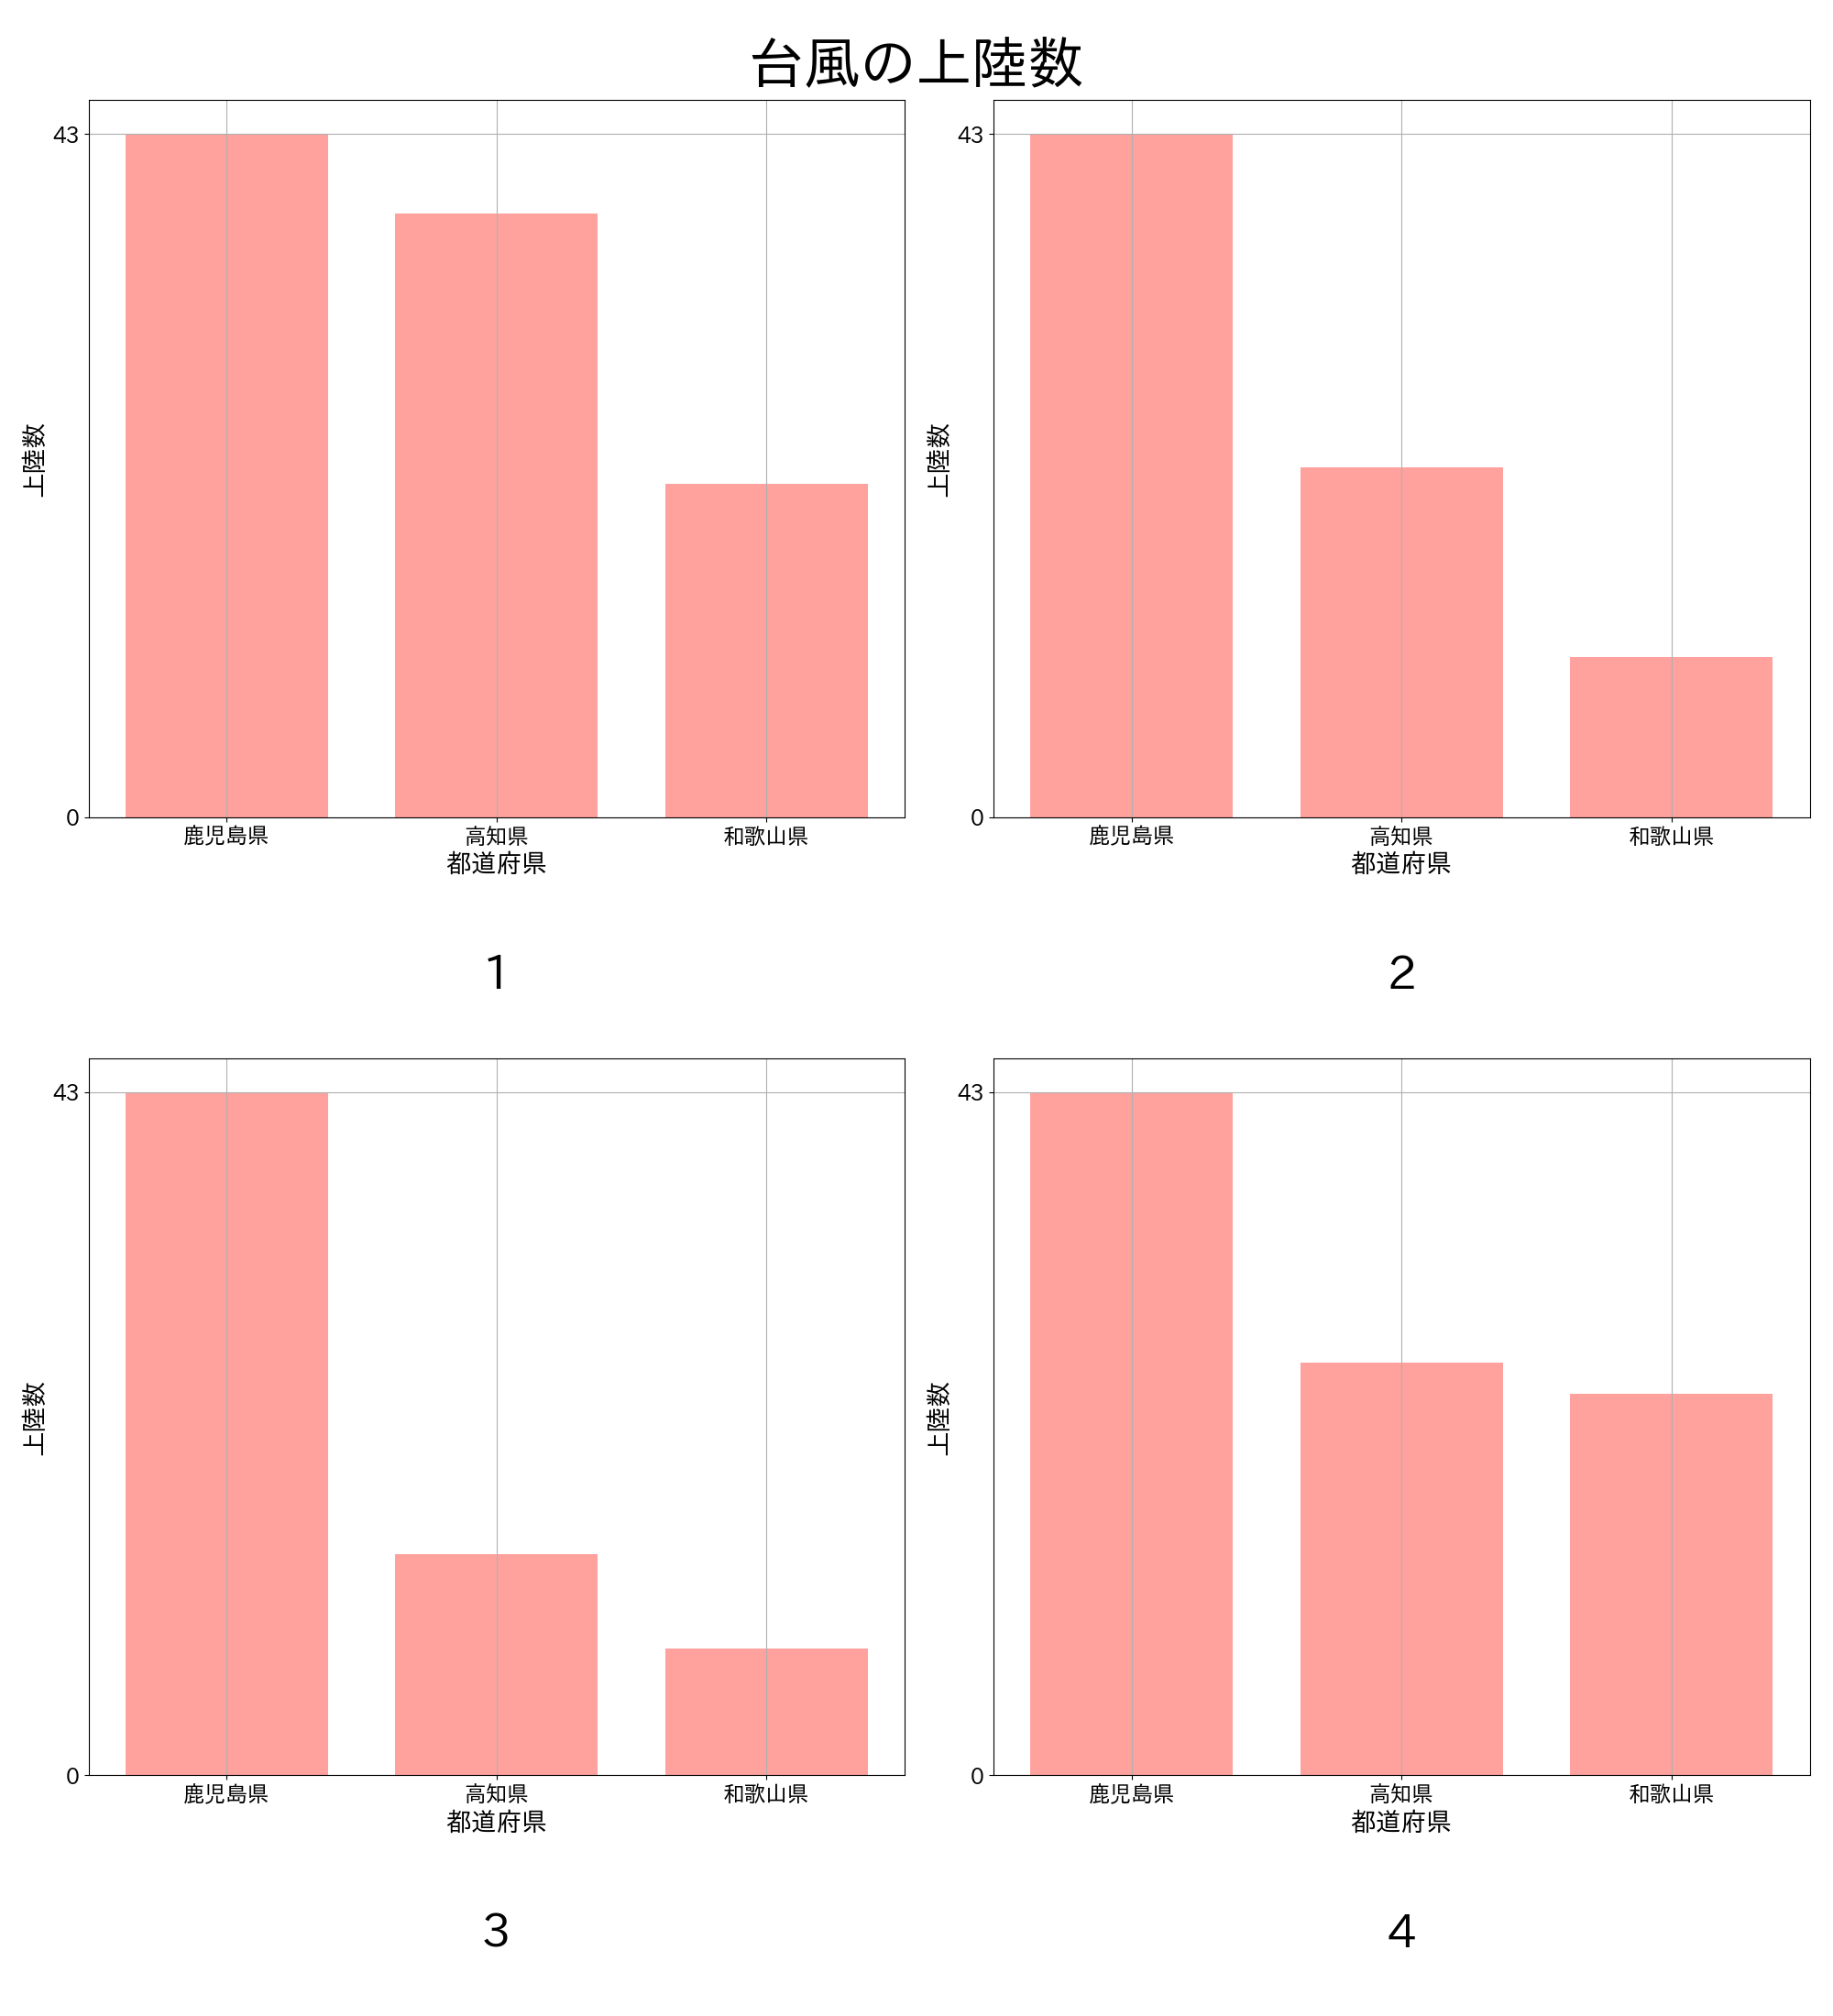 台風の上陸数
43
上陸数
0
鹿児島県 高知県 和歌山県
都道府県
1
43
上陸数
0
鹿児島県 高知県 和歌山県
都道府県
2
43
上陸数
0
鹿児島県 高知県 和歌山県
都道府県
3
43
上陸数
0
鹿児島県 高知県 和歌山県
都道府県
4